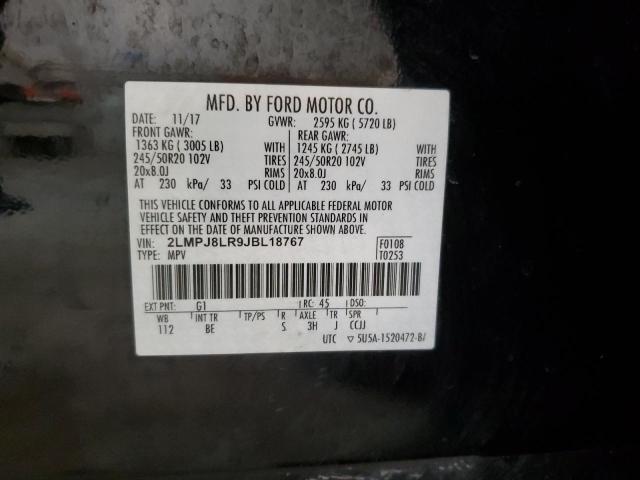 MFD. BY FORD MOTOR CO.
DATE: 11/17 GVWR: 2595 KG ( 5720 LB)
FRONT GAWR: REAR GAWR:
1363 KG ( 3005 LB) WITH 1245 KG ( 2745 LB) WITH
245/50R20 102V TIRES 245/50R20 102V TIRES
20x8.0J RIMS 20x8.0J RIMS
AT 230 kPa/ 33 PSI COLD AT 230 kPa/ 33 PSI COLD
THIS VEHICLE CONFORMS TO ALL APPLICABLE FEDERAL MOTOR
VEHICLE SAFETY AND THEFT PREVENTION STANDARDS IN
EFFECT ON THE DATE OF MANUFACTURE SHOWN ABOVE.
VIN: 2LMPJ8LR9JBL18767 F0108
TYPE: MPV T0253
EXT PNT: G1 RC: 45 DSO:
WB INT TR TP/PS R AXLE TR SPR
112 BE S 3H J CCJJ
UTC ▽ 5U5A-1520472-B/